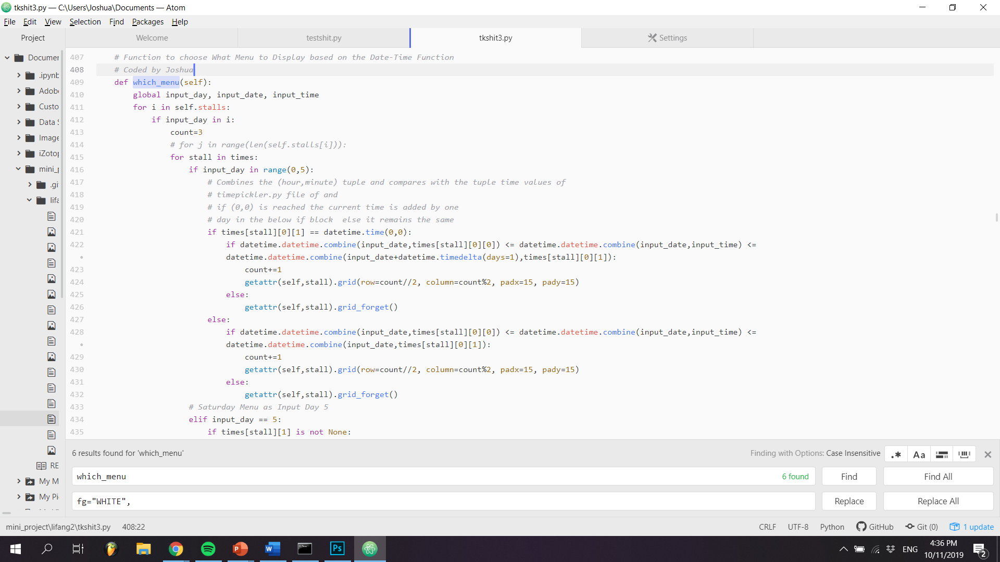 tkshit3.py — C:\Users\Joshua\Documents — Atom
File Edit View Selection Find Packages Help
Project
Welcome
testshit.py
tkshit3.py
Settings
Documen
.ipynb
Adobe
Custo
Data S
Image
iZotop
mini_p
.gi
lifa
RE
My M
My Pi
407 # Function to choose What Menu to Display based on the Date-Time Function
408 # Coded by Joshua
409 def which_menu(self):
410 global input_day, input_date, input_time
411 for i in self.stalls:
412 if input_day in i:
413 count=3
414 # for j in range(len(self.stalls[i])):
415 for stall in times:
416 if input_day in range(0,5):
417 # Combines the (hour,minute) tuple and compares with the tuple time values of
418 # timepickler.py file of and
419 # if (0,0) is reached the current time is added by one
420 # day in the below if block  else it remains the same
421 if times[stall][0][1] == datetime.time(0,0):
422 if datetime.datetime.combine(input_date,times[stall][0][0]) <= datetime.datetime.combine(input_date,input_time) <=
• datetime.datetime.combine(input_date+datetime.timedelta(days=1),times[stall][0][1]):
423 count+=1
424 getattr(self,stall).grid(row=count//2, column=count%2, padx=15, pady=15)
425 else:
426 getattr(self,stall).grid_forget()
427 else:
428 if datetime.datetime.combine(input_date,times[stall][0][0]) <= datetime.datetime.combine(input_date,input_time) <=
• datetime.datetime.combine(input_date,times[stall][0][1]):
429 count+=1
430 getattr(self,stall).grid(row=count//2, column=count%2, padx=15, pady=15)
431 else:
432 getattr(self,stall).grid_forget()
433 # Saturday Menu as Input Day 5
434 elif input_day == 5:
435 if times[stall][1] is not None:
6 results found for 'which_menu'
Finding with Options: Case Insensitive
.* Aa
which_menu
6 found
Find
Find All
fg="WHITE",
Replace
Replace All
mini_project\lifang2\tkshit3.py 408:22
CRLF UTF-8 Python GitHub Git (0) 1 update
P W Ps
ENG
4:36 PM
10/11/2019
2